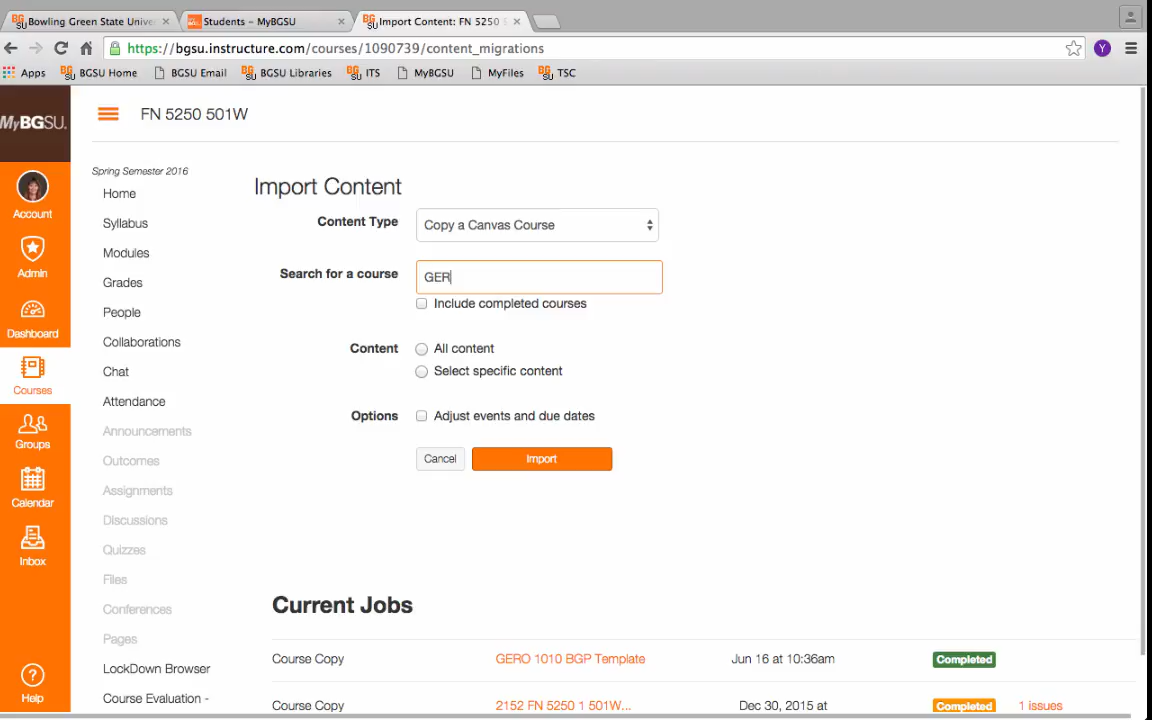 Bowling Green State Unive
Students – MyBGSU
Import Content: FN 5250 5
https://bgsu.instructure.com/courses/1090739/content_migrations
Y
Apps
BGSU Home
BGSU Email
BGSU Libraries
ITS
MyBGSU
MyFiles
TSC
MyBGSU.
FN 5250 501W
Account
Admin
Dashboard
Courses
Groups
Calendar
Inbox
Help
Spring Semester 2016
Home
Syllabus
Modules
Grades
People
Collaborations
Chat
Attendance
Announcements
Outcomes
Assignments
Discussions
Quizzes
Files
Conferences
Pages
LockDown Browser
Course Evaluation -
Import Content
Content Type Copy a Canvas Course
Search for a course GER
Include completed courses
Content All content
Select specific content
Options Adjust events and due dates
Cancel Import
Current Jobs
Course Copy GERO 1010 BGP Template Jun 16 at 10:36am Completed
Course Copy 2152 FN 5250 1 501W... Dec 30, 2015 at Completed 1 issues